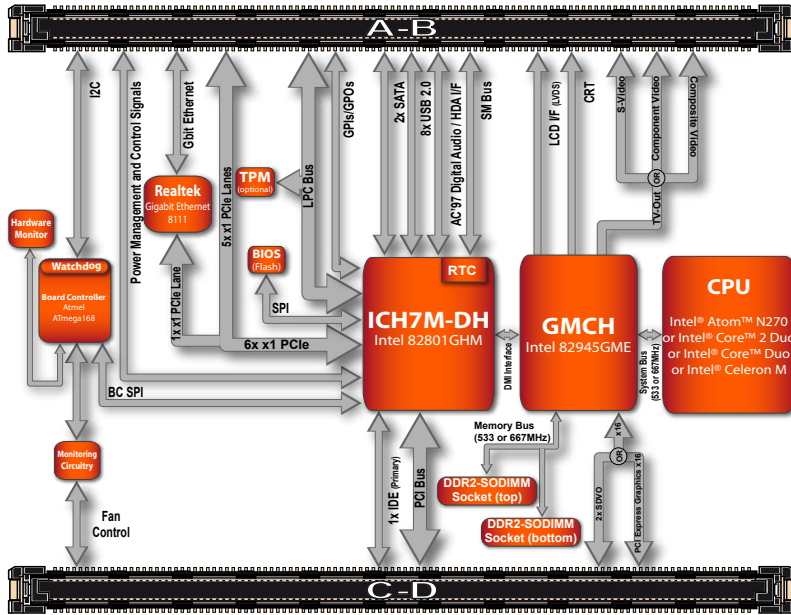 A-B
I2C
Power Management and Control Signals
Gbit Ethernet
5x x1 PCIe Lanes
LPC Bus
GPIs/GPOs
2x SATA
8x USB 2.0
AC'97 Digital Audio / HDA I/F
SM Bus
LCD I/F (LVDS)
CRT
S-Video
Component Video
Composite Video
OR
TV-Out
TPM
(optional)
Realtek
Gigabit Ethernet
8111
Hardware
Monitor
Watchdog
Board Controller
Atmel
ATmega168
BIOS
(Flash)
SPI
1x x1 PCIe Lane
6x x1 PCIe
BC SPI
RTC
ICH7M-DH
Intel 82801GHM
DMI Interface
GMCH
Intel 82945GME
System Bus
(533 or 667MHz)
CPU
Intel® Atom™ N270
or Intel® Core™ 2 Duo
or Intel® Core™ Duo
or Intel® Celeron M
Monitoring
Circuitry
Fan
Control
1x IDE (Primary)
PCI Bus
Memory Bus
(533 or 667MHz)
DDR2-SODIMM
Socket (top)
DDR2-SODIMM
Socket (bottom)
x16
OR
2x SDVO
PCI Express Graphics x16
C-D